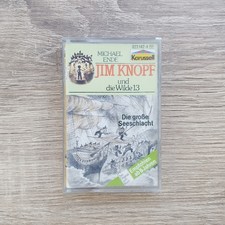 MICHAEL
ENDE
Karussell
JIM KNOPF
und
die Wilde 13
Die große
Seeschlacht